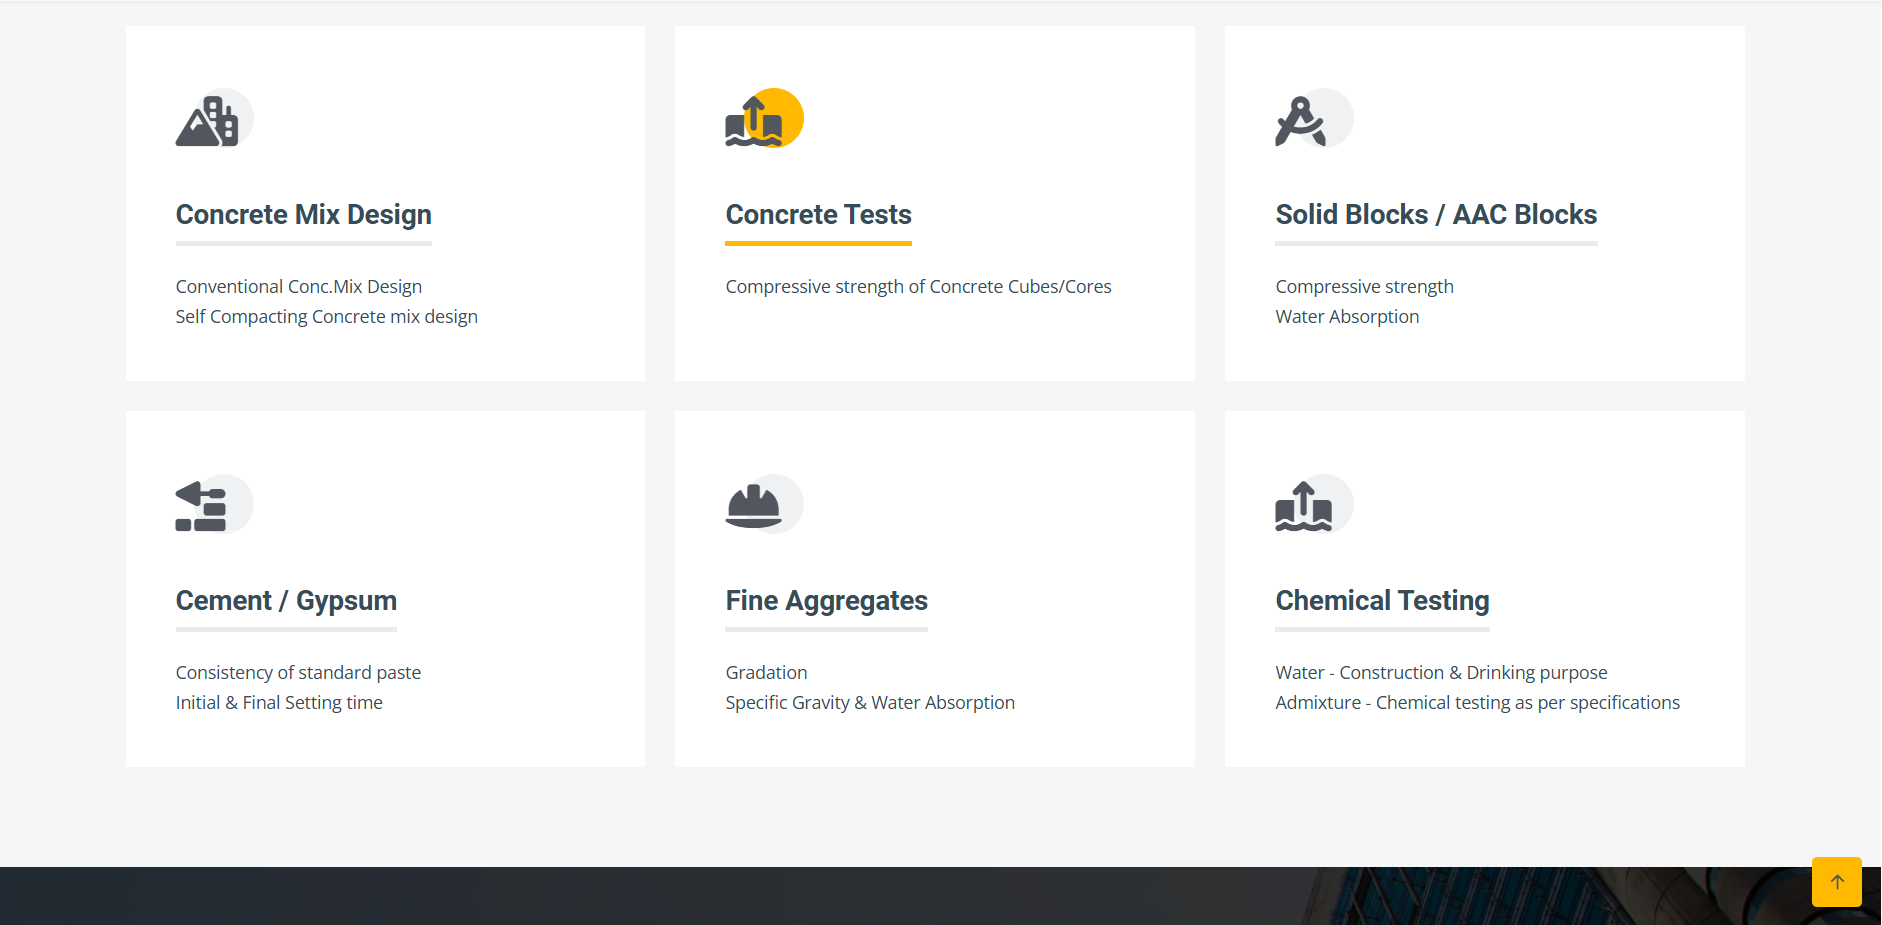 Concrete Mix Design
Conventional Conc.Mix Design
Self Compacting Concrete mix design
Concrete Tests
Compressive strength of Concrete Cubes/Cores
Solid Blocks / AAC Blocks
Compressive strength
Water Absorption
Cement / Gypsum
Consistency of standard paste
Initial & Final Setting time
Fine Aggregates
Gradation
Specific Gravity & Water Absorption
Chemical Testing
Water - Construction & Drinking purpose
Admixture - Chemical testing as per specifications